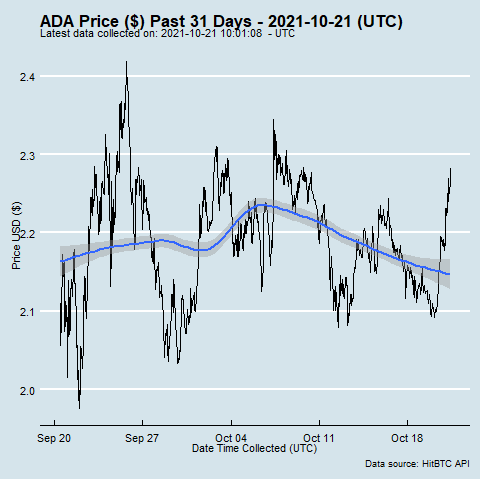 ADA Price ($) Past 31 Days - 2021-10-21 (UTC)
Latest data collected on: 2021-10-21 10:01:08 - UTC
2.4
2.3
2.2
2.1
2.0
Price USD ($)
Sep 20 Sep 27 Oct 04 Oct 11 Oct 18
Date Time Collected (UTC)
Data source: HitBTC API